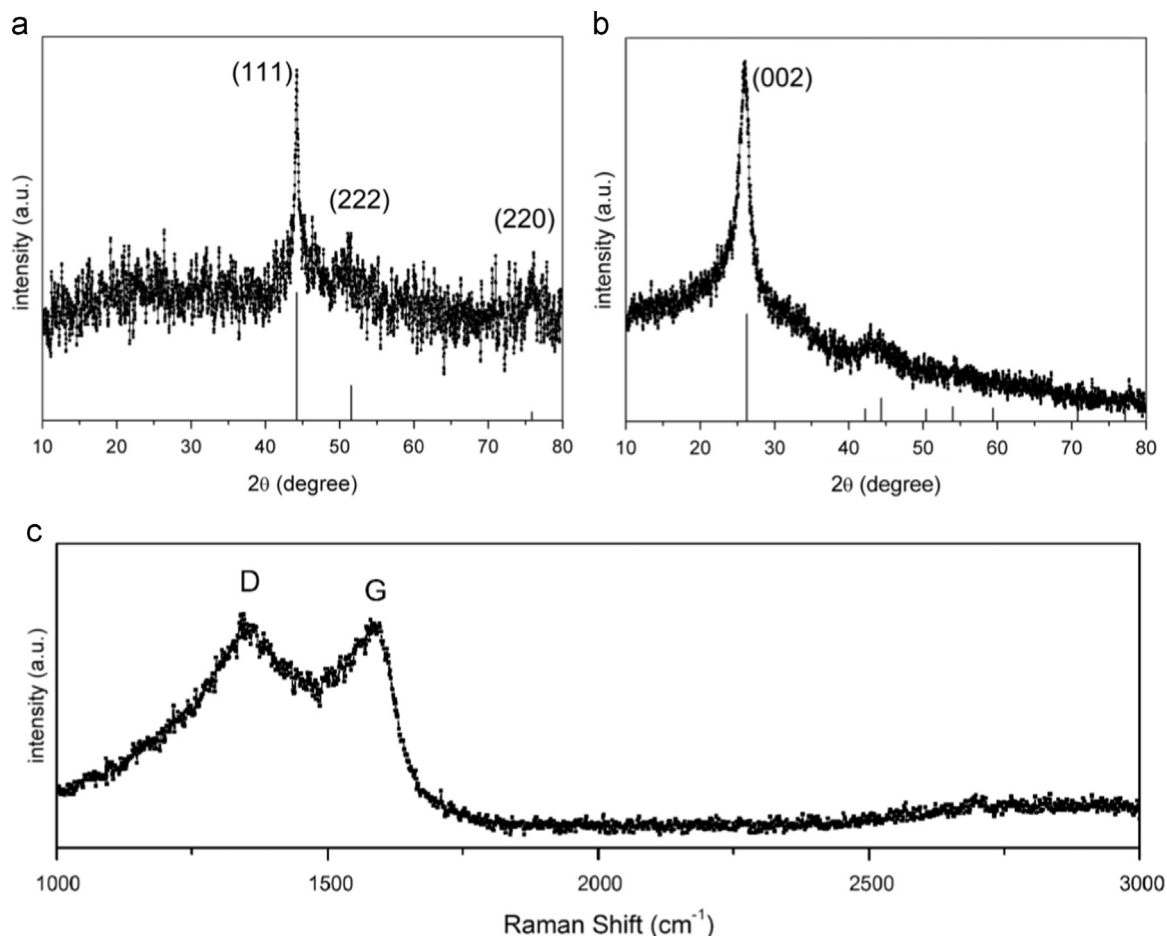 a
(111)
(222)
(220)
intensity (a.u.)
10 20 30 40 50 60 70 80
2θ (degree)
b
(002)
intensity (a.u.)
10 20 30 40 50 60 70 80
2θ (degree)
c
D
G
intensity (a.u.)
1000 1500 2000 2500 3000
Raman Shift (cm⁻¹)